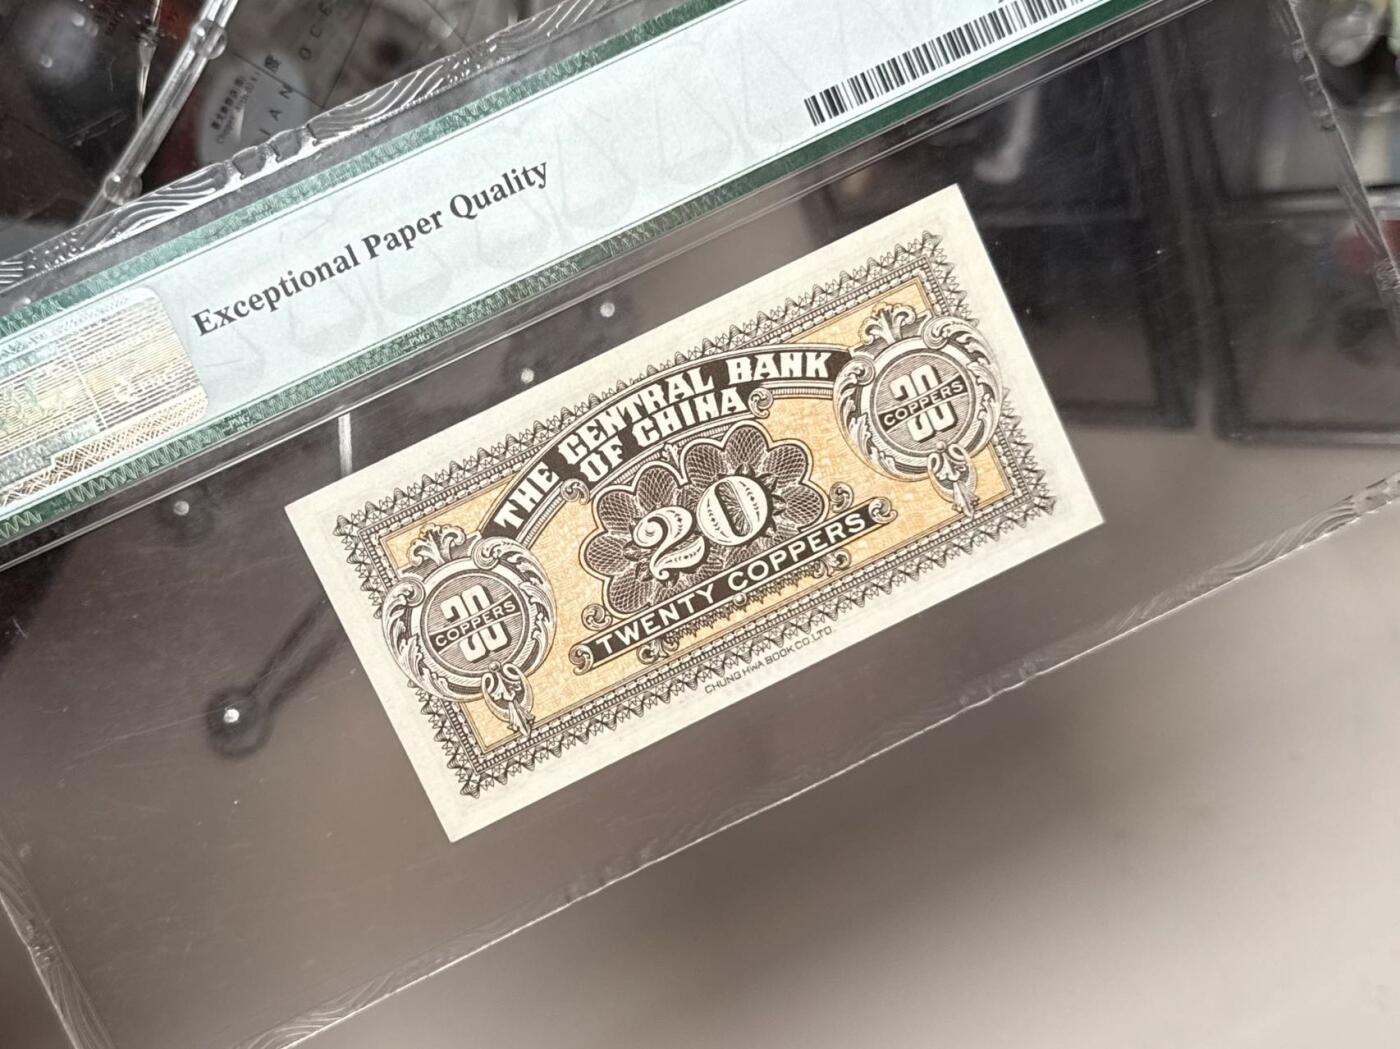 Exceptional Paper Quality
THE CENTRAL BANK
OF CHINA
20
COPPERS
20
20
COPPERS
TWENTY COPPERS
CHUNG HWA BOOK CO. LTD.